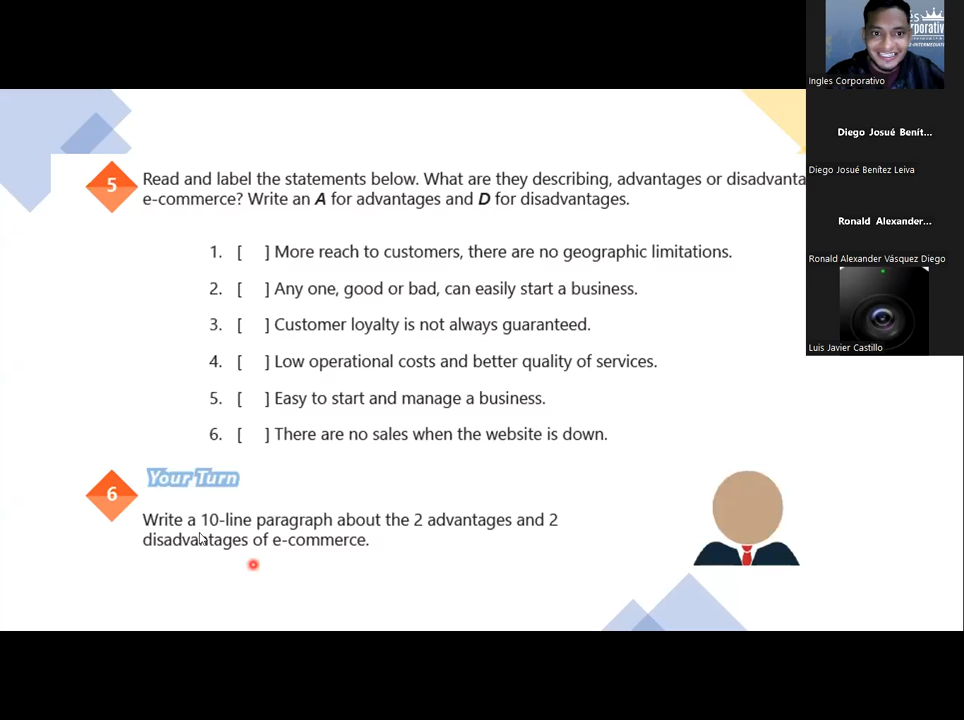 és
rporativ
E-INTERMEDIATE
Ingles Corporativo
Diego Josué Benít...
Diego Josué Benítez Leiva
Ronald Alexander...
Ronald Alexander Vásquez Diego
Luis Javier Castillo
5
Read and label the statements below. What are they describing, advantages or disadvanta
e-commerce? Write an A for advantages and D for disadvantages.
1. [ ] More reach to customers, there are no geographic limitations.
2. [ ] Any one, good or bad, can easily start a business.
3. [ ] Customer loyalty is not always guaranteed.
4. [ ] Low operational costs and better quality of services.
5. [ ] Easy to start and manage a business.
6. [ ] There are no sales when the website is down.
6
Your Turn
Write a 10-line paragraph about the 2 advantages and 2
disadvantages of e-commerce.